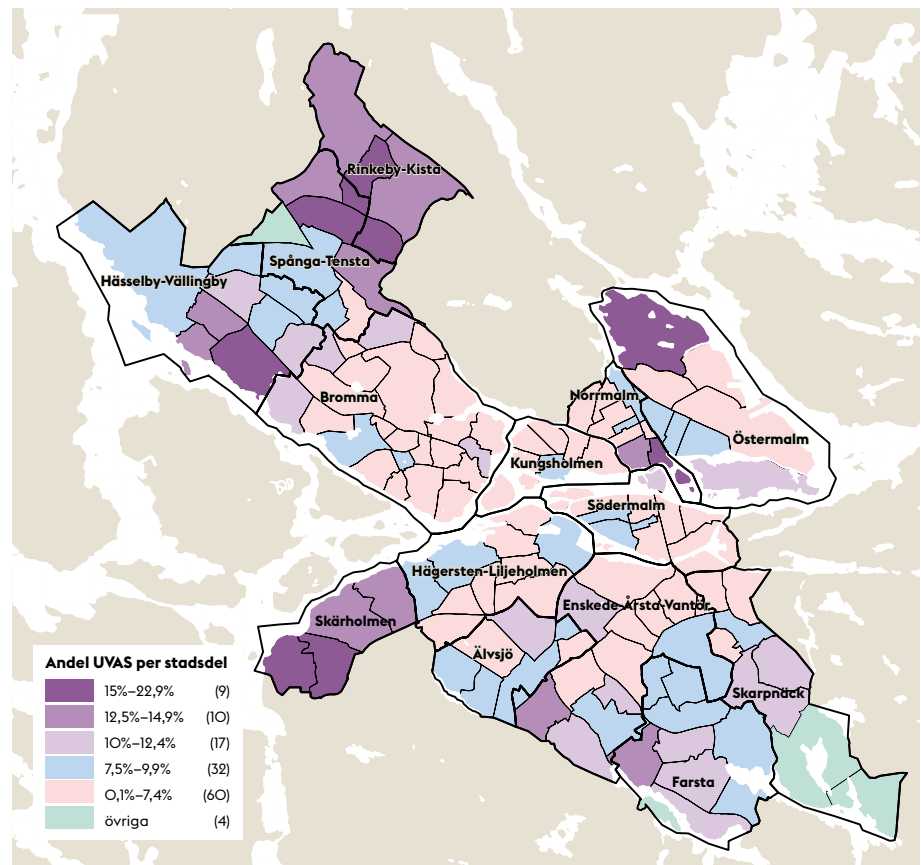 Rinkeby-Kista
Spånga-Tensta
Hässelby-Vällingby
Bromma
Norrmalm
Östermalm
Kungsholmen
Södermalm
Hägersten-Liljeholmen
Enskede-Årsta-Vantör
Skärholmen
Älvsjö
Skarpnäck
Farsta
Andel UVAS per stadsdel
15%–22,9% (9)
12,5%–14,9% (10)
10%–12,4% (17)
7,5%–9,9% (32)
0,1%–7,4% (60)
övriga (4)